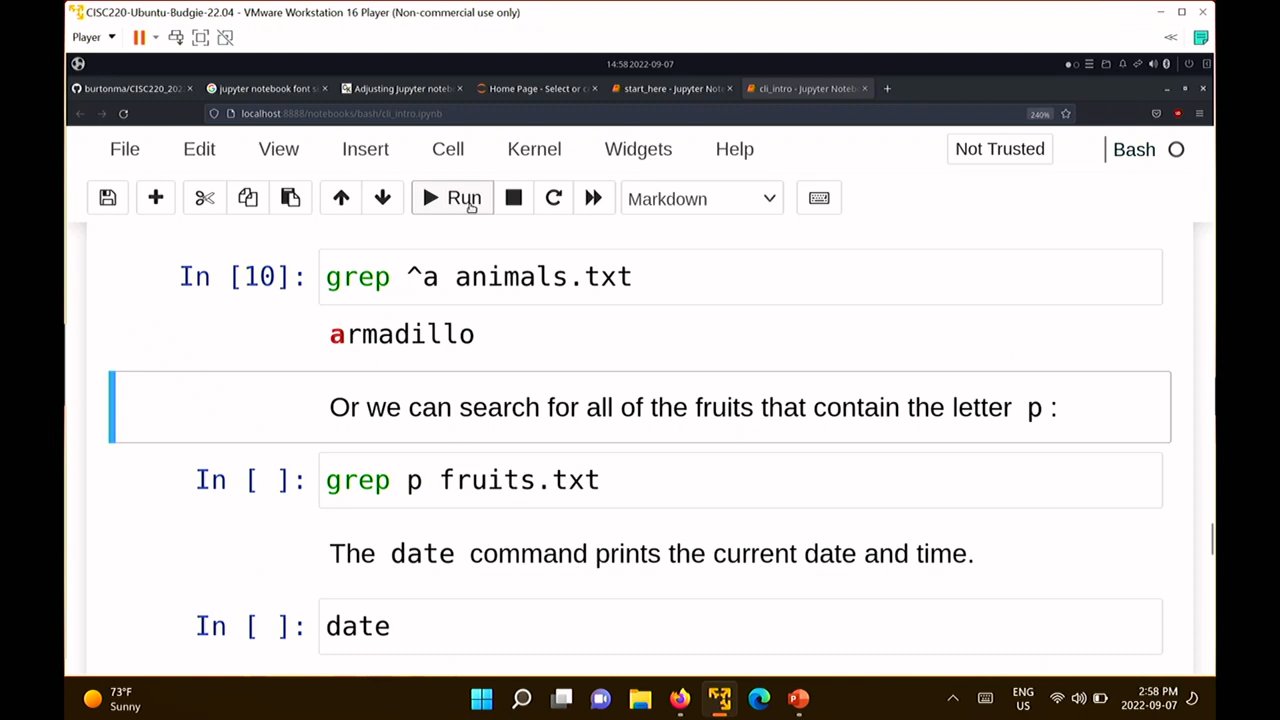 CISC220-Ubuntu-Budgie-22.04 - VMware Workstation 16 Player (Non-commercial use only)
Player
14:58 2022-09-07
burtonma/CISC220_202
jupyter notebook font s
Adjusting Jupyter noteb
Home Page - Select or c
start_here - Jupyter Note
cli_intro - Jupyter Noteb
localhost:8888/notebooks/bash/cli_intro.ipynb
240%
File Edit View Insert Cell Kernel Widgets Help Not Trusted Bash
Run Markdown
In [10]: grep ^a animals.txt
armadillo
Or we can search for all of the fruits that contain the letter p :
In [ ]: grep p fruits.txt
The date command prints the current date and time.
In [ ]: date
73°F
Sunny
ENG
US
2:58 PM
2022-09-07